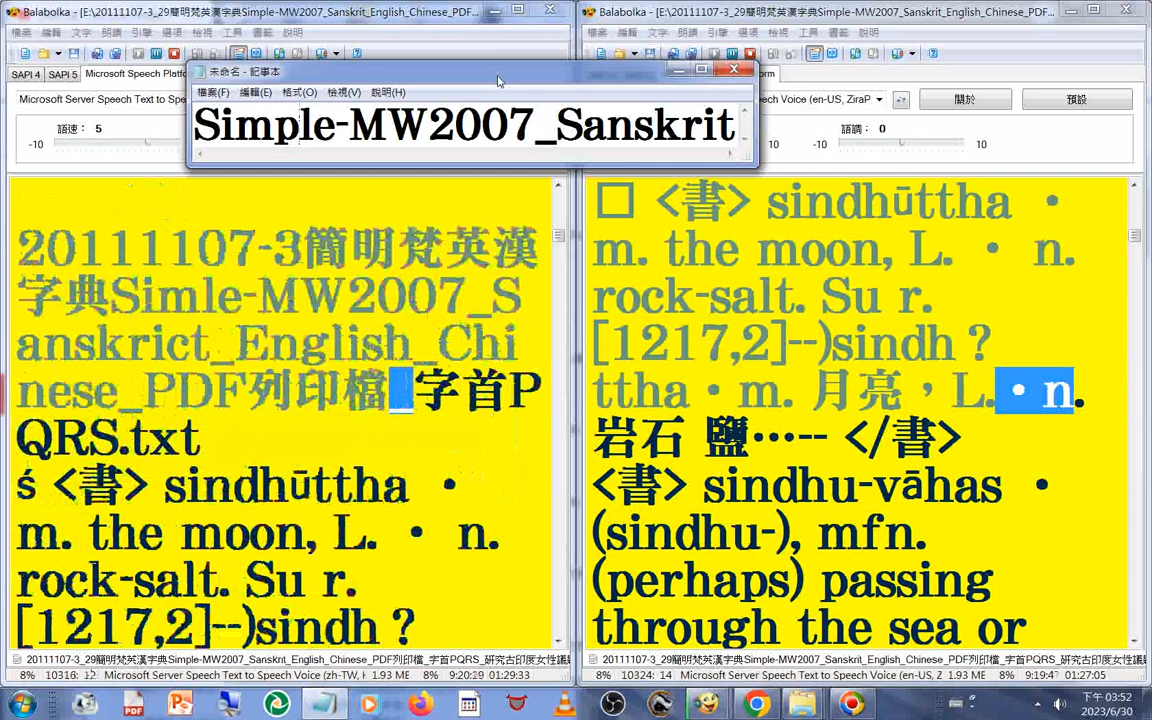 Balabolka - [E:\20111107-3_29簡明梵英漢字典Simple-MW2007_Sanskrit_English_Chinese_PDF...
檔案 編輯 文字 朗讀 引擎 選項 檢視 工具 書籤 說明
SAPI 4 SAPI 5 Microsoft Speech Platf
Microsoft Server Speech Text to Speech
語速： 5
-10
Balabolka - [E:\20111107-3_29簡明梵英漢字典Simple-MW2007_Sanskrit_English_Chinese_PDF...
檔案 編輯 文字 朗讀 引擎 選項 檢視 工具 書籤 說明
orm
ech Voice (en-US, ZiraP
關於 預設
語調： 0
-10 10 -10 10
未命名 - 記事本
檔案(F) 編輯(E) 格式(O) 檢視(V) 說明(H)
Simple-MW2007_Sanskrit
20111107-3簡明梵英漢
字典Simle-MW2007_S
anskrict_English_Chi
nese_PDF列印檔_字首P
QRS.txt
ś <書> sindhūttha •
m. the moon, L. • n.
rock-salt. Su r.
[1217,2]--)sindh ?
□ <書> sindhūttha •
m. the moon, L. • n.
rock-salt. Su r.
[1217,2]--)sindh ?
ttha • m. 月亮，L. • n.
岩石 鹽…-- </書>
<書> sindhu-vāhas •
(sindhu-), mfn.
(perhaps) passing
through the sea or
20111107-3_29簡明梵英漢字典Simple-MW2007_Sanskrit_English_Chinese_PDF列印檔_字首PQRS_研究古印度女性議
8% 10316: 12 Microsoft Server Speech Text to Speech Voice (zh-TW, H 1.93 ME 8% 9:20:19 01:29:33
20111107-3_29簡明梵英漢字典Simple-MW2007_Sanskrit_English_Chinese_PDF列印檔_字首PQRS_研究古印度女性議
8% 10324: 14 Microsoft Server Speech Text to Speech Voice (en-US, Z 1.93 ME 8% 9:19:47 01:27:05
下午 03:52
2023/6/30